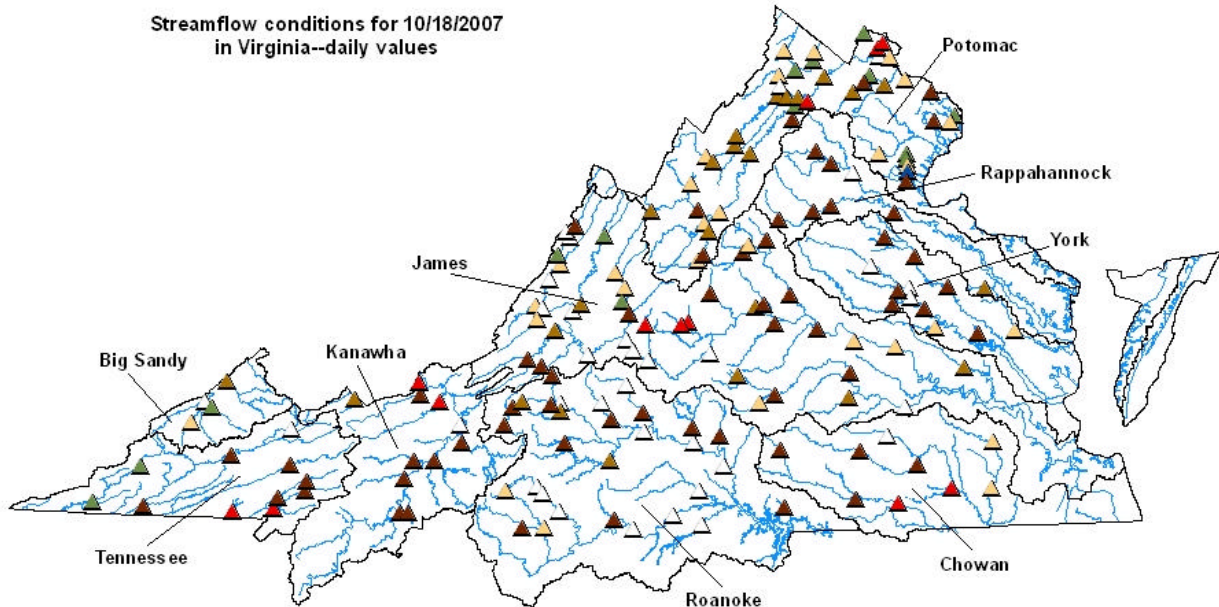 Streamflow conditions for 10/18/2007
in Virginia--daily values
Potomac
Rappahannock
York
James
Big Sandy
Kanawha
Tennessee
Chowan
Roanoke